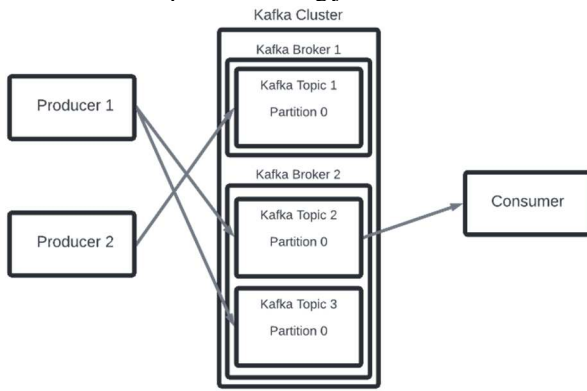 Kafka Cluster
Kafka Broker 1
Kafka Topic 1
Partition 0
Producer 1
Kafka Broker 2
Consumer
Kafka Topic 2
Partition 0
Producer 2
Kafka Topic 3
Partition 0